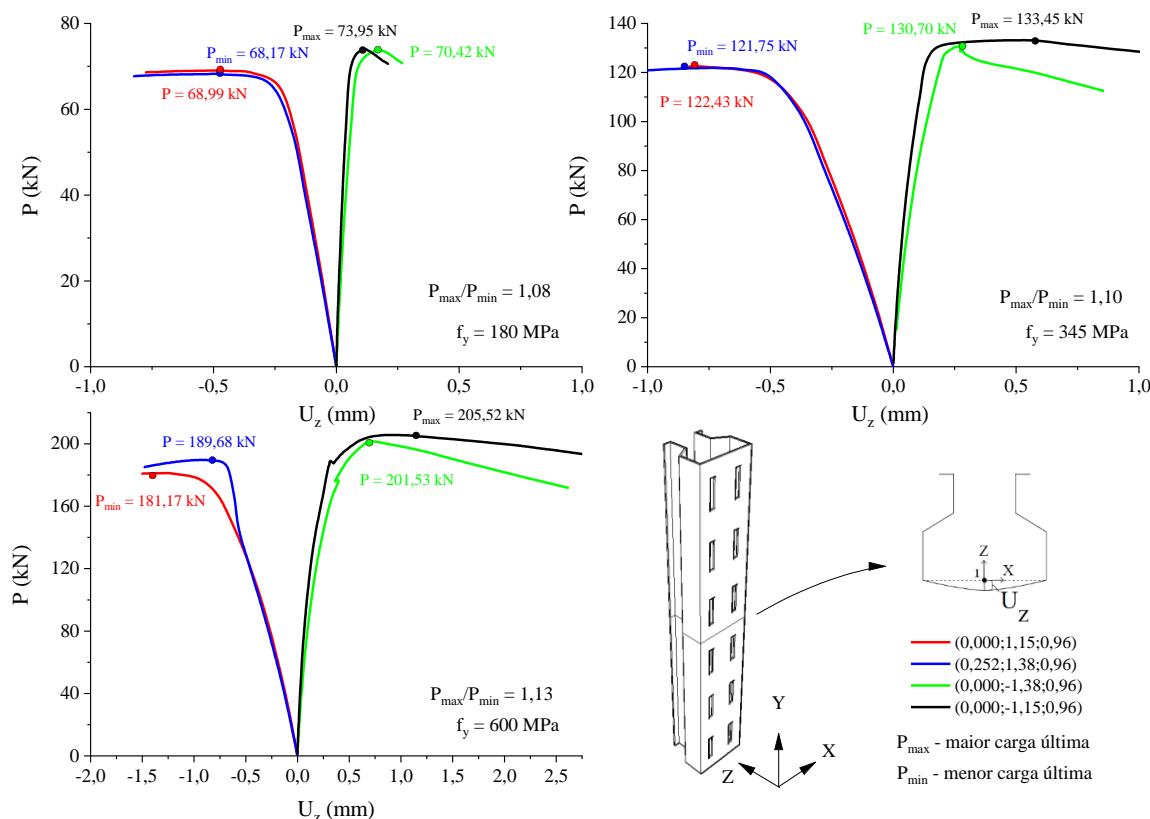 P_max = 73,95 kN
P_min = 68,17 kN
P = 70,42 kN
P = 68,99 kN
80
60
40
20
0
P (kN)
P_max/P_min = 1,08
f_y = 180 MPa
-1,0 -0,5 0,0 0,5 1,0
U_z (mm)
P_max = 133,45 kN
P = 130,70 kN
P_min = 121,75 kN
P = 122,43 kN
140
120
100
80
60
40
20
0
P (kN)
P_max/P_min = 1,10
f_y = 345 MPa
-1,0 -0,5 0,0 0,5 1,0
U_z (mm)
P_max = 205,52 kN
P = 189,68 kN
P = 201,53 kN
P_min = 181,17 kN
200
160
120
80
40
0
P (kN)
P_max/P_min = 1,13
f_y = 600 MPa
-2,0 -1,5 -1,0 -0,5 0,0 0,5 1,0 1,5 2,0 2,5
U_z (mm)
Y
X
Z
Z
1
X
U_Z
(0,000;1,15;0,96)
(0,252;1,38;0,96)
(0,000;-1,38;0,96)
(0,000;-1,15;0,96)
P_max - maior carga última
P_min - menor carga última